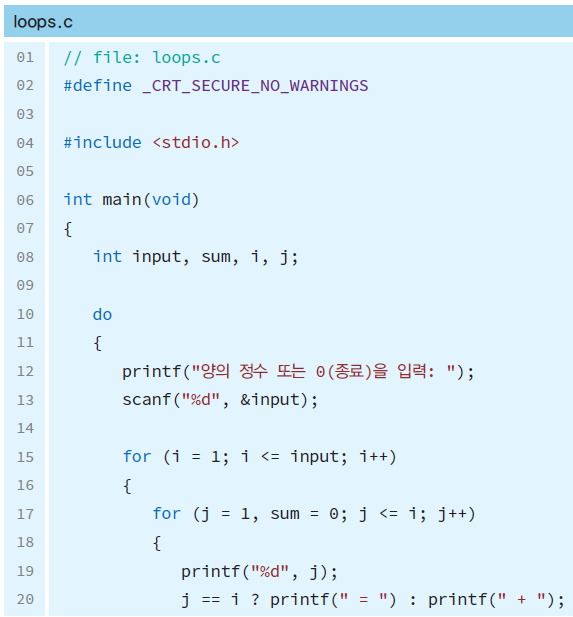 loops.c
01 // file: loops.c
02 #define _CRT_SECURE_NO_WARNINGS
03
04 #include <stdio.h>
05
06 int main(void)
07 {
08    int input, sum, i, j;
09
10    do
11    {
12       printf("양의 정수 또는 0(종료)을 입력: ");
13       scanf("%d", &input);
14
15       for (i = 1; i <= input; i++)
16       {
17          for (j = 1, sum = 0; j <= i; j++)
18          {
19             printf("%d", j);
20             j == i ? printf(" = ") : printf(" + ");